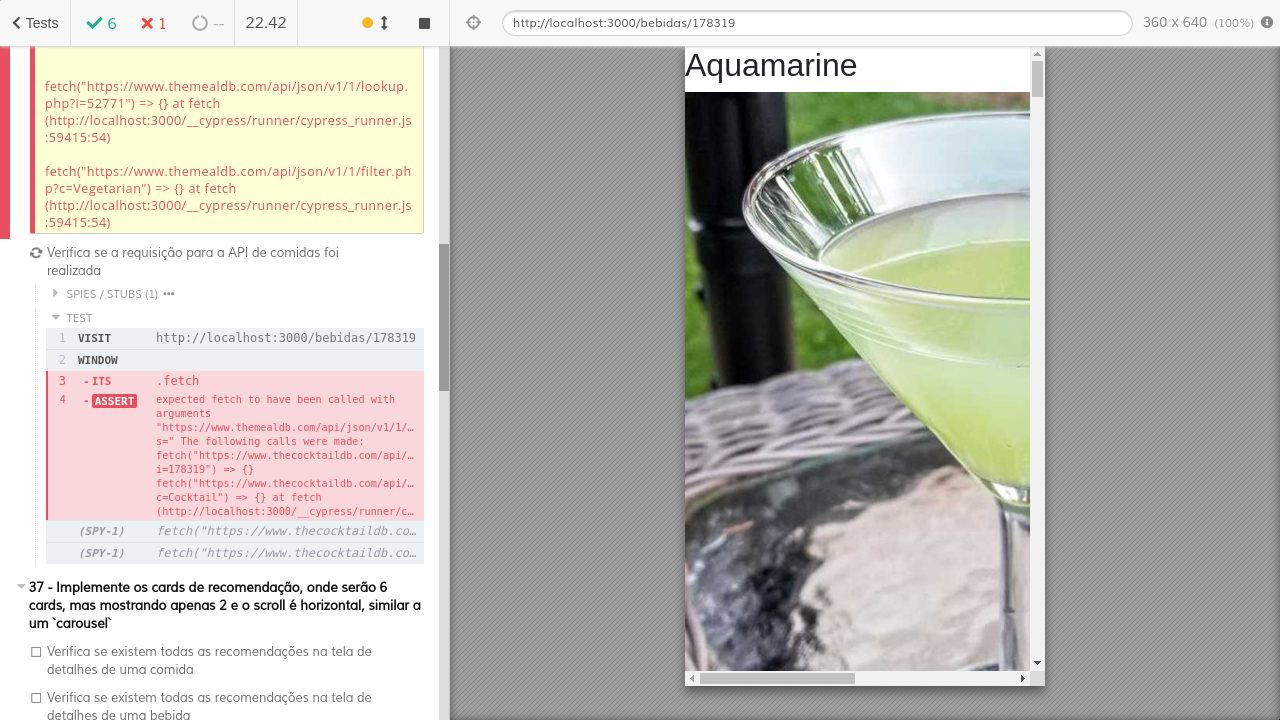 Tests
6
1
--
22.42
http://localhost:3000/bebidas/178319
360 x 640 (100%)
fetch("https://www.themealdb.com/api/json/v1/1/lookup.
php?i=52771") => {} at fetch
(http://localhost:3000/__cypress/runner/cypress_runner.js
:59415:54)
fetch("https://www.themealdb.com/api/json/v1/1/filter.ph
p?c=Vegetarian") => {} at fetch
(http://localhost:3000/__cypress/runner/cypress_runner.js
:59415:54)
Verifica se a requisição para a API de comidas foi
realizada
SPIES / STUBS (1) •••
TEST
1 VISIT http://localhost:3000/bebidas/178319
2 WINDOW
3 - ITS .fetch
4 - ASSERT expected fetch to have been called with
arguments
"https://www.themealdb.com/api/json/v1/1/…
s=" The following calls were made:
fetch("https://www.thecocktaildb.com/api/…
i=178319") => {}
fetch("https://www.thecocktaildb.com/api/…
c=Cocktail") => {} at fetch
(http://localhost:3000/__cypress/runner/c…
(SPY-1) fetch("https://www.thecocktaildb.co…
(SPY-1) fetch("https://www.thecocktaildb.co…
37 - Implemente os cards de recomendação, onde serão 6
cards, mas mostrando apenas 2 e o scroll é horizontal, similar a
um `carousel`
Verifica se existem todas as recomendações na tela de
detalhes de uma comida
Verifica se existem todas as recomendações na tela de
detalhes de uma bebida
Aquamarine